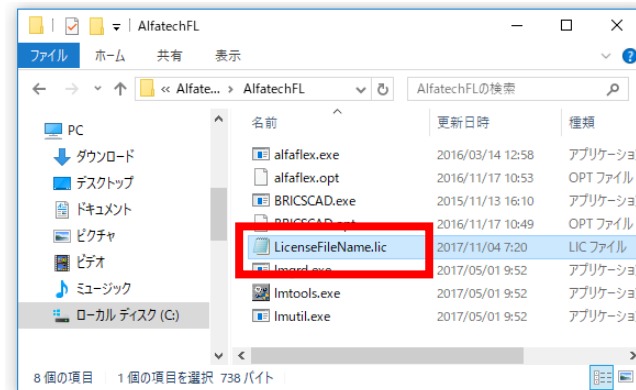 AlfatechFL
ファイル ホーム 共有 表示
« Alfate... › AlfatechFL AlfatechFLの検索
名前 更新日時 種類
PC
ダウンロード
デスクトップ
ドキュメント
ピクチャ
ビデオ
ミュージック
ローカル ディスク (C:)
alfaflex.exe 2016/03/14 12:58 アプリケーショ
alfaflex.opt 2016/11/17 10:53 OPT ファイル
BRICSCAD.exe 2015/11/13 16:10 アプリケーショ
BRICSCAD.opt 2016/11/17 10:49 OPT ファイル
LicenseFileName.lic 2017/11/04 7:20 LIC ファイル
lmgrd.exe 2017/05/01 9:52 アプリケーショ
lmtools.exe 2017/05/01 9:52 アプリケーショ
lmutil.exe 2017/05/01 9:52 アプリケーショ
8 個の項目 1 個の項目を選択 738 バイト